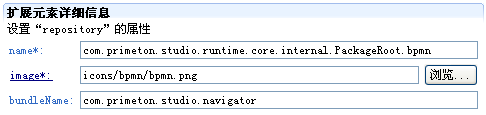 扩展元素详细信息
设置“repository”的属性
name*: com.primeton.studio.runtime.core.internal.PackageRoot.bpmn
image*: icons/bpmn/bpmn.png 浏览...
bundleName: com.primeton.studio.navigator